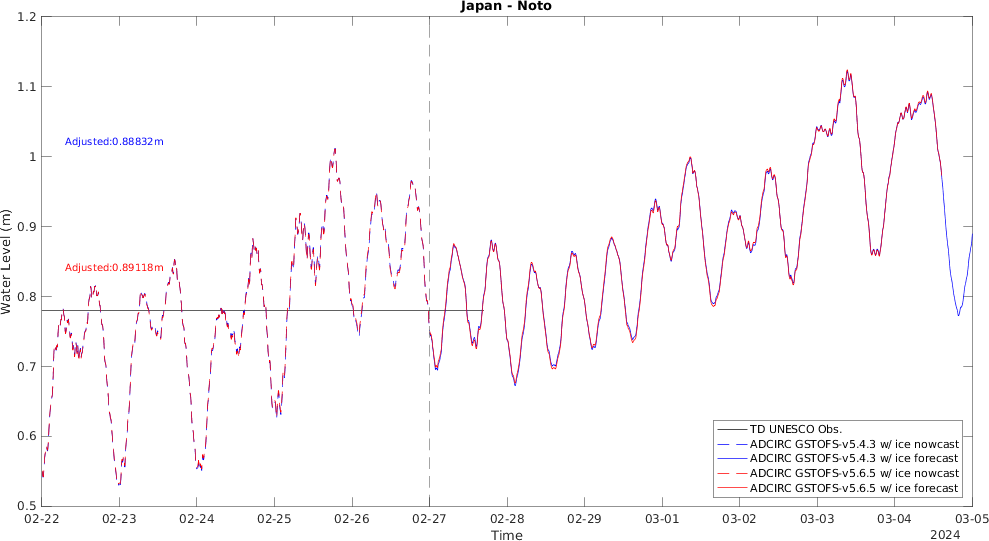 Japan - Noto
1.2
1.1
1
0.9
0.8
0.7
0.6
0.5
Water Level (m)
Adjusted:0.88832m
Adjusted:0.89118m
TD UNESCO Obs.
ADCIRC GSTOFS-v5.4.3 w/ ice nowcast
ADCIRC GSTOFS-v5.4.3 w/ ice forecast
ADCIRC GSTOFS-v5.6.5 w/ ice nowcast
ADCIRC GSTOFS-v5.6.5 w/ ice forecast
02-22 02-23 02-24 02-25 02-26 02-27 02-28 02-29 03-01 03-02 03-03 03-04 03-05
Time
2024